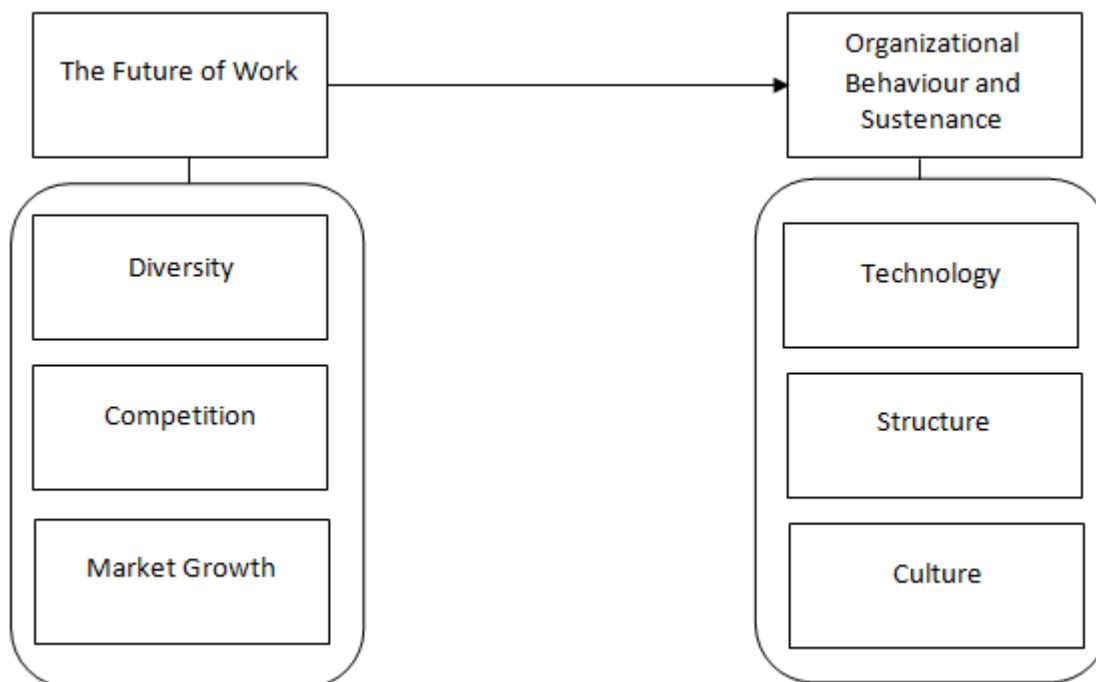 The Future of Work
Organizational
Behaviour and
Sustenance
Diversity
Competition
Market Growth
Technology
Structure
Culture